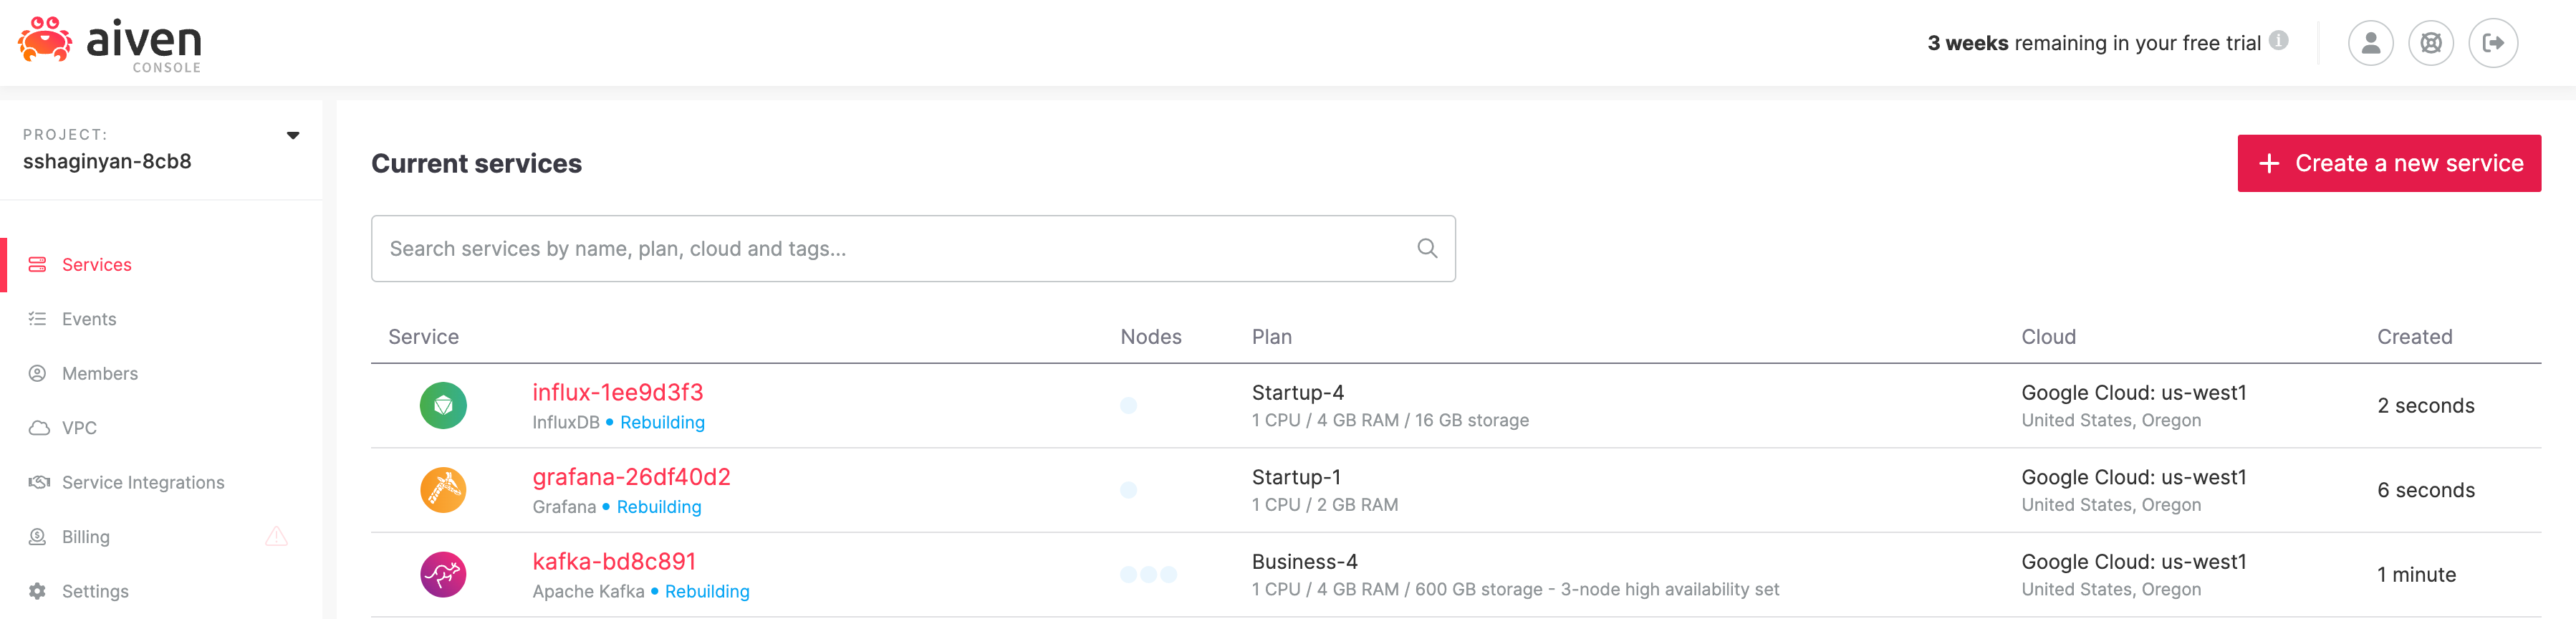 aiven
CONSOLE
3 weeks remaining in your free trial
PROJECT:
sshaginyan-8cb8
Services
Events
Members
VPC
Service Integrations
Billing
Settings
Current services
+ Create a new service
Search services by name, plan, cloud and tags...
Service Nodes Plan Cloud Created
influx-1ee9d3f3 Startup-4 Google Cloud: us-west1 2 seconds
InfluxDB • Rebuilding 1 CPU / 4 GB RAM / 16 GB storage United States, Oregon
grafana-26df40d2 Startup-1 Google Cloud: us-west1 6 seconds
Grafana • Rebuilding 1 CPU / 2 GB RAM United States, Oregon
kafka-bd8c891 Business-4 Google Cloud: us-west1 1 minute
Apache Kafka • Rebuilding 1 CPU / 4 GB RAM / 600 GB storage - 3-node high availability set United States, Oregon